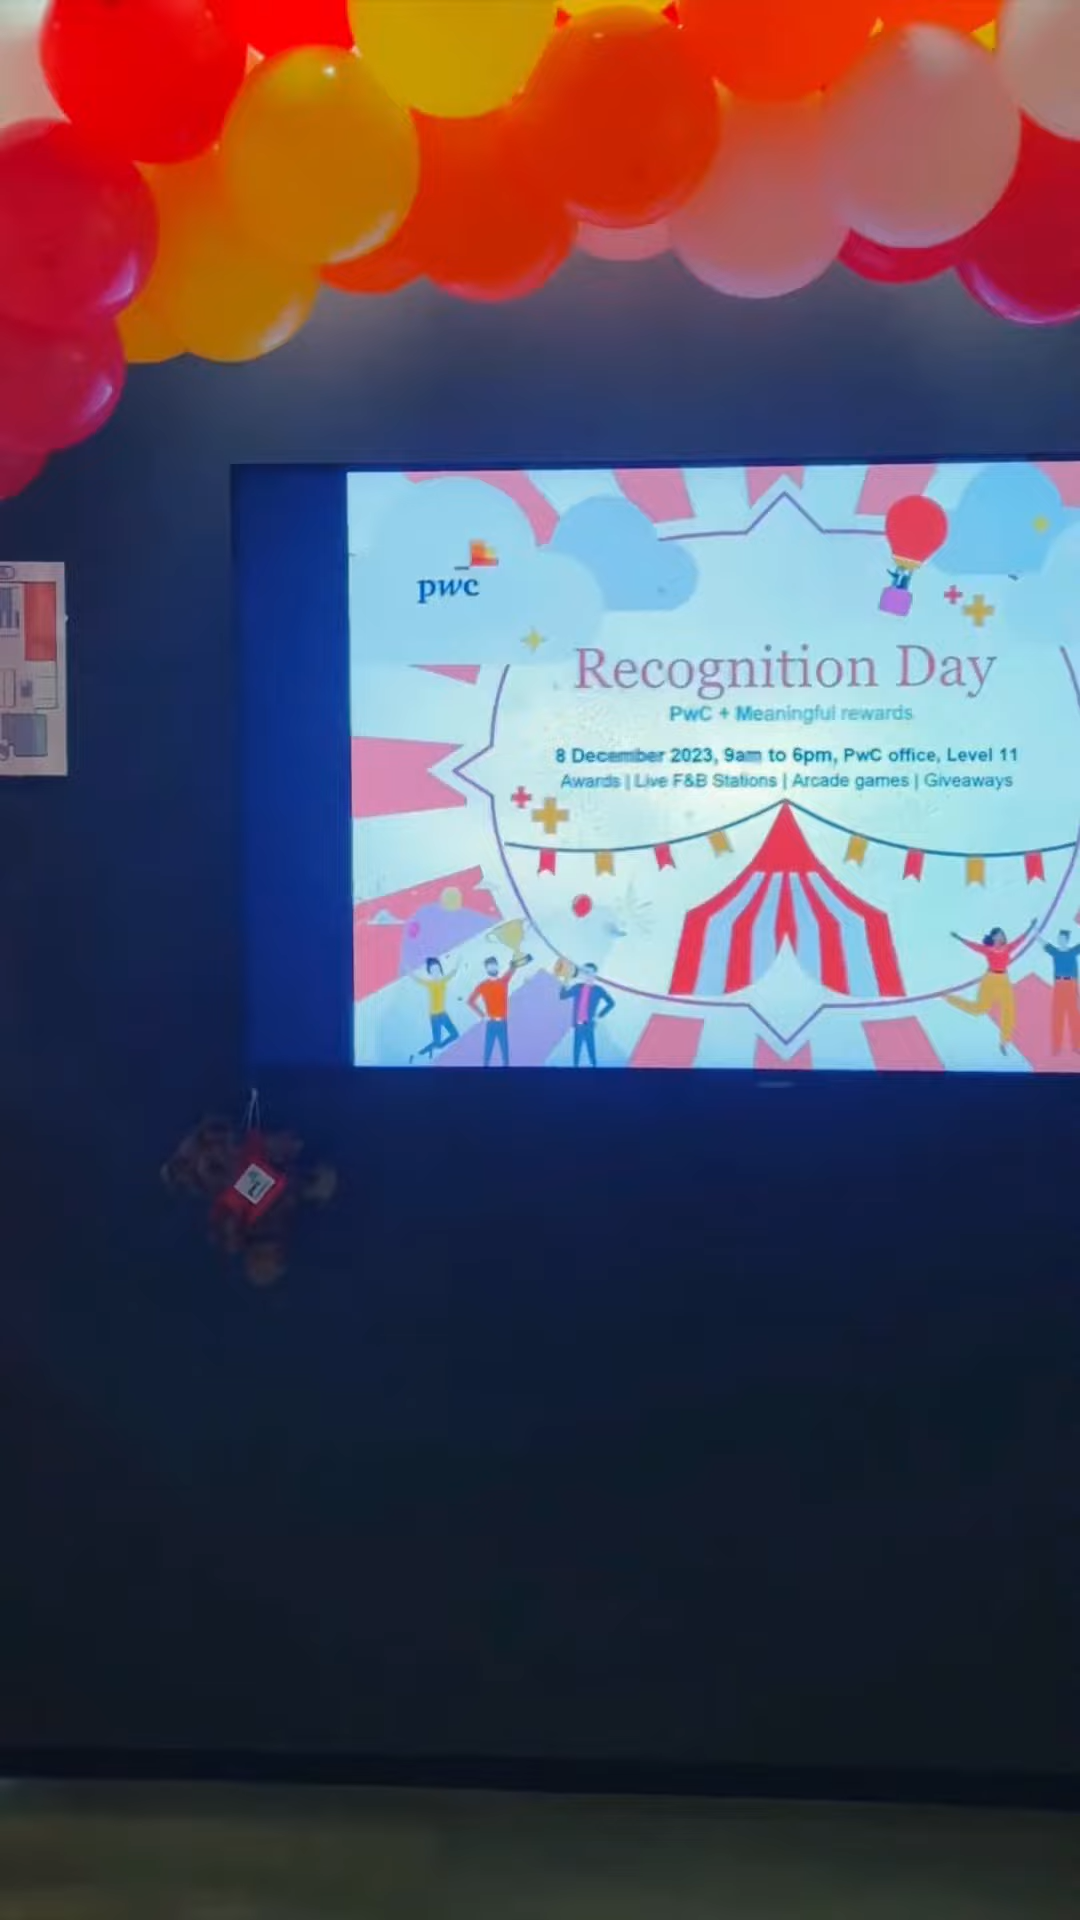 pwc
Recognition Day
PwC + Meaningful rewards
8 December 2023, 9am to 6pm, PwC office, Level 11
Awards | Live F&B Stations | Arcade games | Giveaways